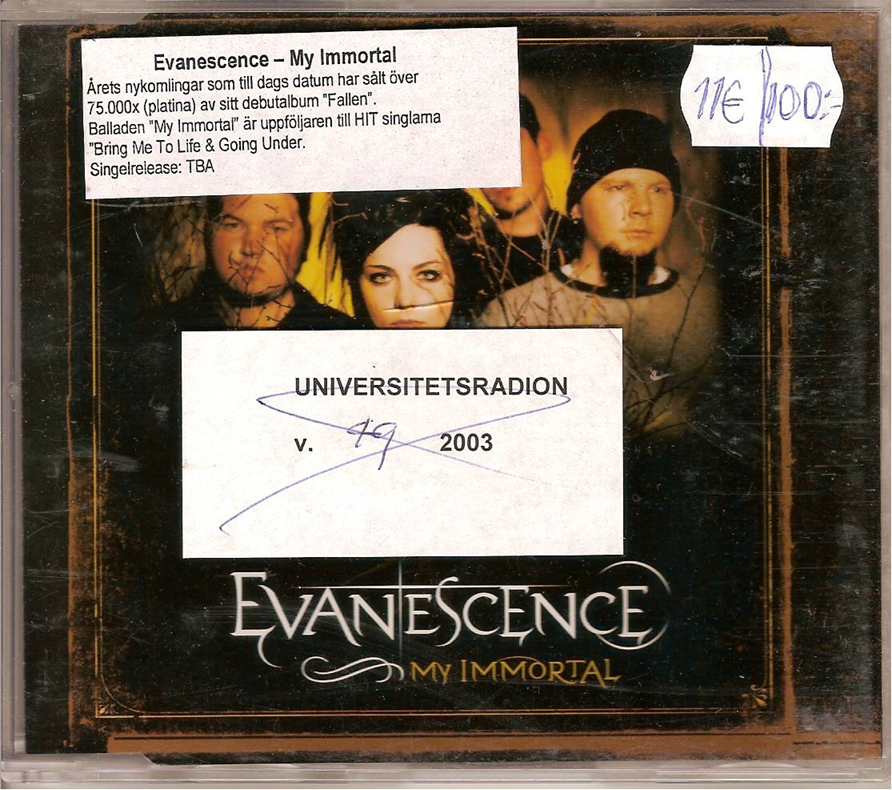 Evanescence – My Immortal
Årets nykomlingar som till dags datum har sålt över
75.000x (platina) av sitt debutalbum "Fallen".
Balladen "My Immortal" är uppföljaren till HIT singlarna
"Bring Me To Life & Going Under.
Singelrelease: TBA
11€/100:-
UNIVERSITETSRADION
v. 49 2003
EVANESCENCE
MY IMMORTAL